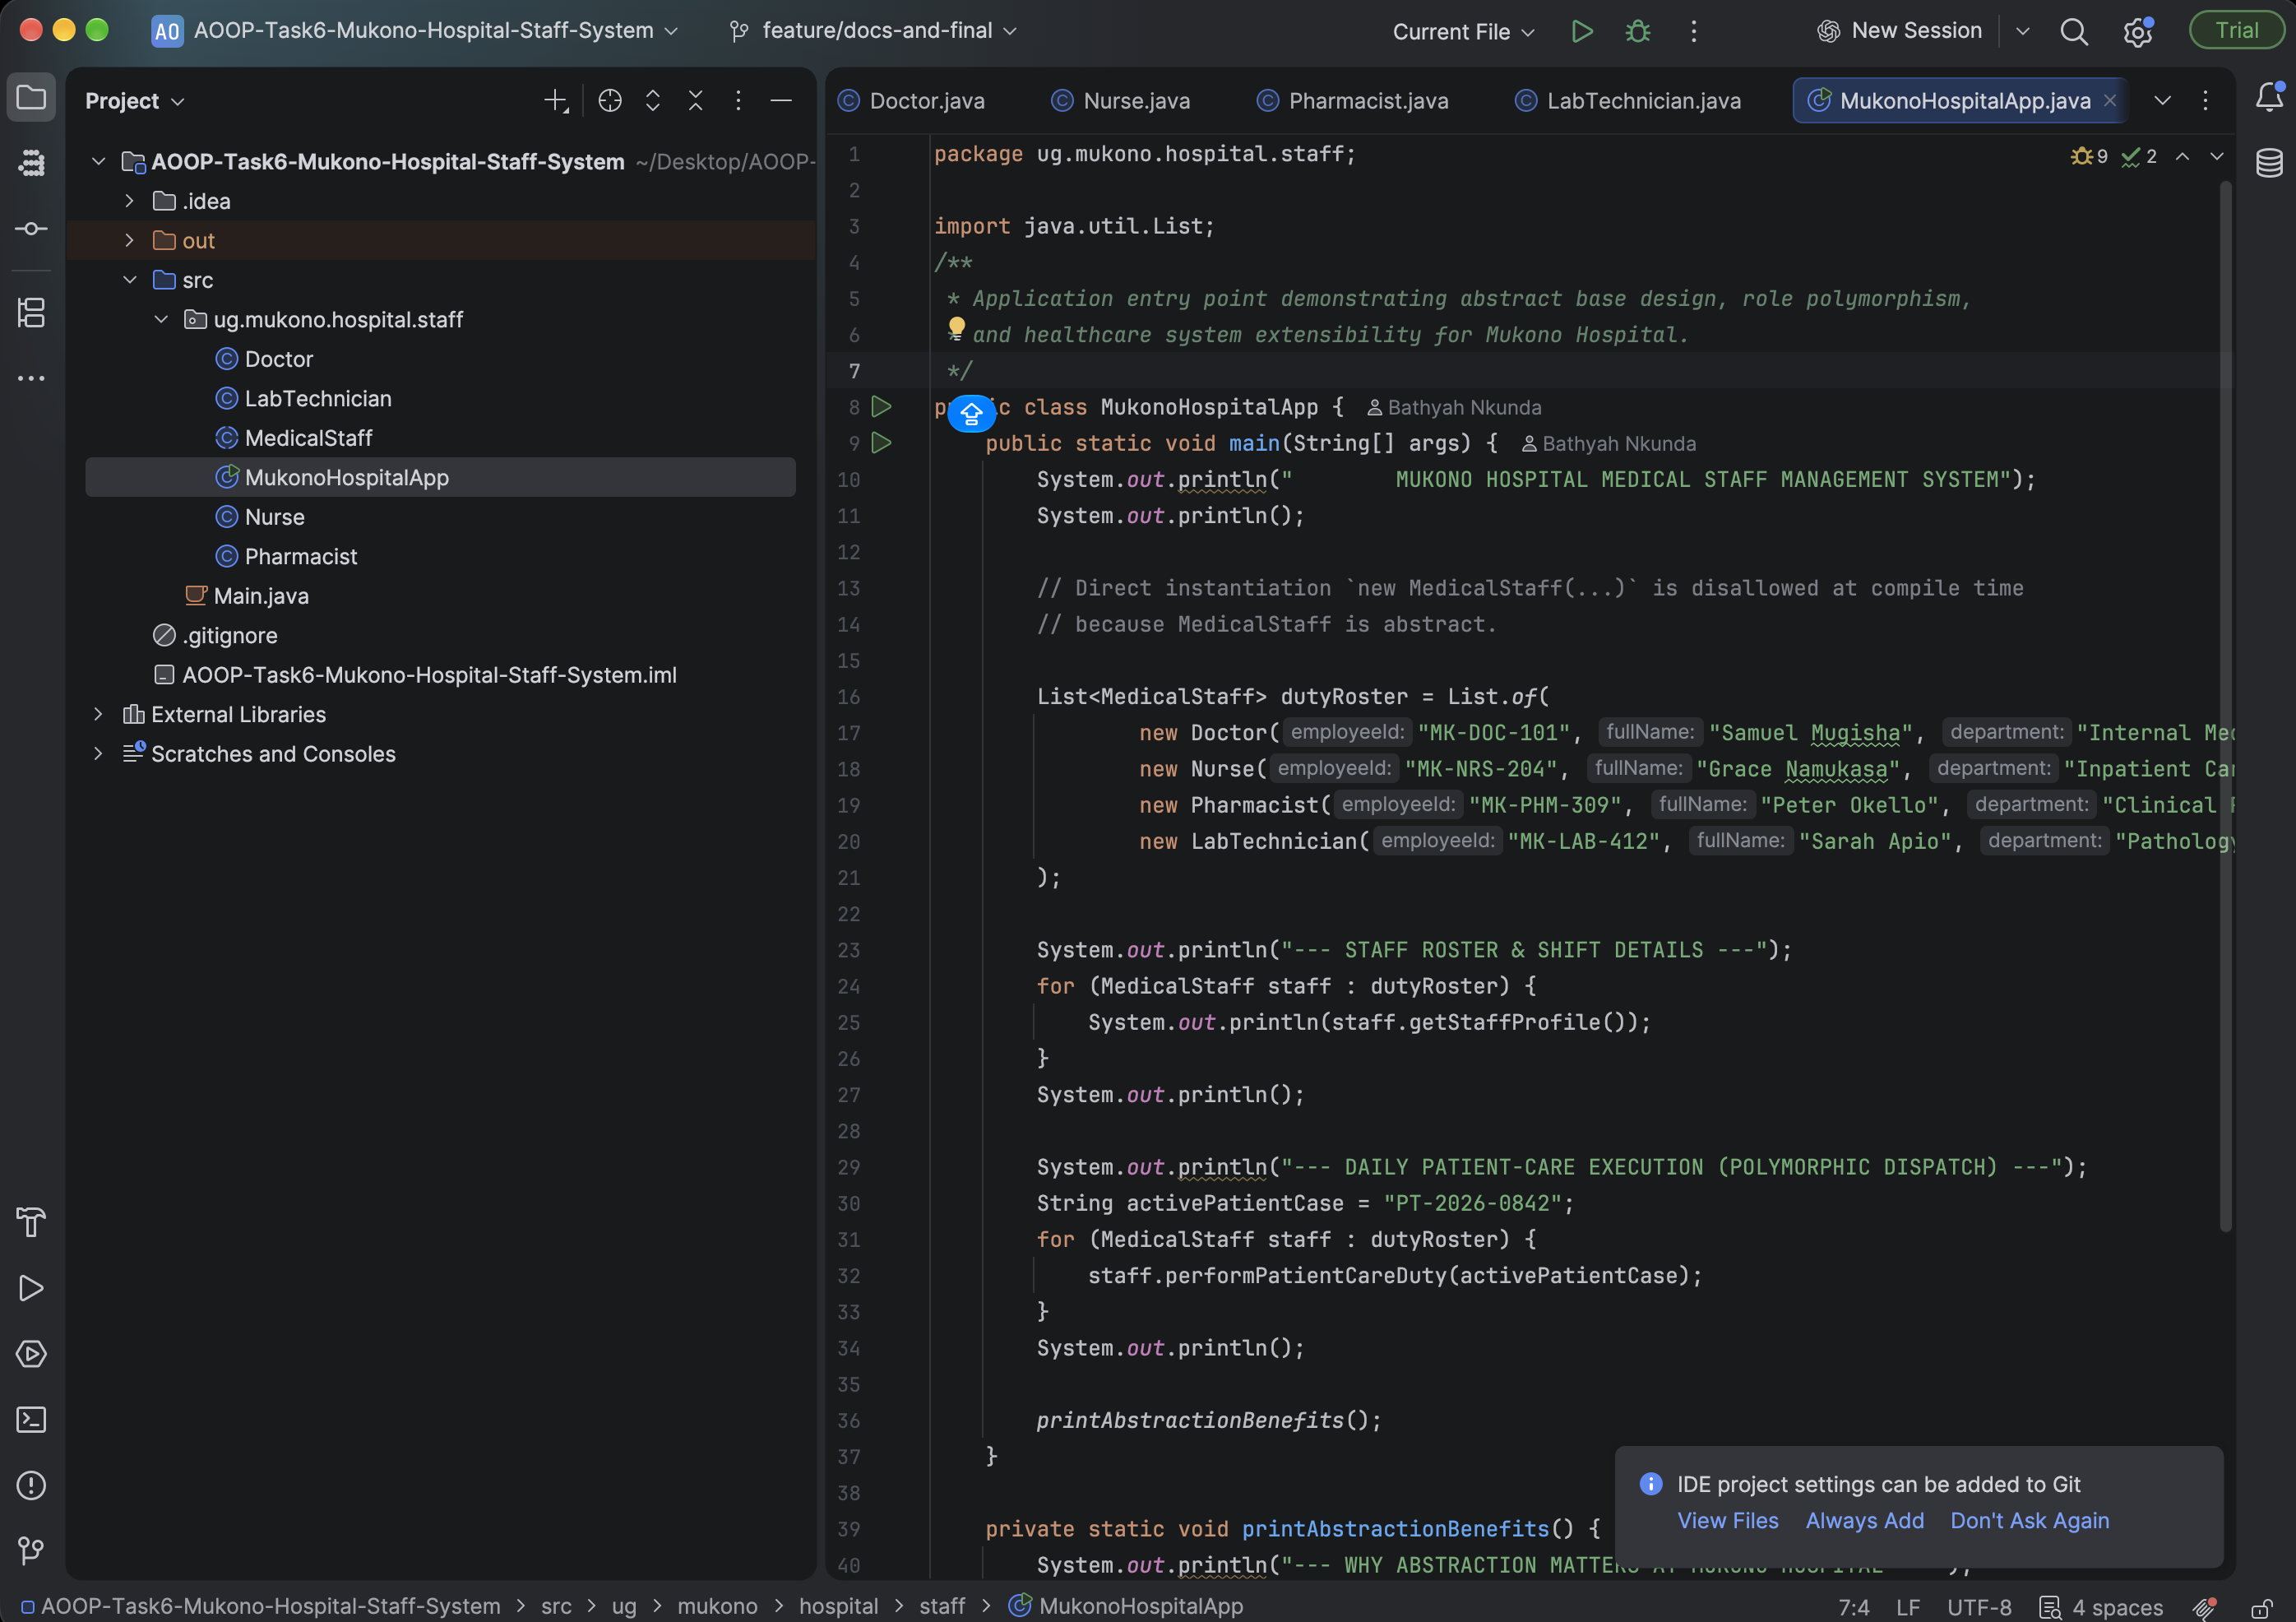 AO AOOP-Task6-Mukono-Hospital-Staff-System feature/docs-and-final Current File New Session Trial
Project
AOOP-Task6-Mukono-Hospital-Staff-System ~/Desktop/AOOP-
.idea
out
src
ug.mukono.hospital.staff
Doctor
LabTechnician
MedicalStaff
MukonoHospitalApp
Nurse
Pharmacist
Main.java
.gitignore
AOOP-Task6-Mukono-Hospital-Staff-System.iml
External Libraries
Scratches and Consoles
Doctor.java Nurse.java Pharmacist.java LabTechnician.java MukonoHospitalApp.java
9 2
1 package ug.mukono.hospital.staff;
2
3 import java.util.List;
4 /**
5 * Application entry point demonstrating abstract base design, role polymorphism,
6 and healthcare system extensibility for Mukono Hospital.
7 */
8 p c class MukonoHospitalApp { Bathyah Nkunda
9 public static void main(String[] args) { Bathyah Nkunda
10 System.out.println("        MUKONO HOSPITAL MEDICAL STAFF MANAGEMENT SYSTEM");
11 System.out.println();
12
13 // Direct instantiation `new MedicalStaff(...)` is disallowed at compile time
14 // because MedicalStaff is abstract.
15
16 List<MedicalStaff> dutyRoster = List.of(
17 new Doctor( employeeId: "MK-DOC-101", fullName: "Samuel Mugisha", department: "Internal Med
18 new Nurse( employeeId: "MK-NRS-204", fullName: "Grace Namukasa", department: "Inpatient Car
19 new Pharmacist( employeeId: "MK-PHM-309", fullName: "Peter Okello", department: "Clinical
20 new LabTechnician( employeeId: "MK-LAB-412", fullName: "Sarah Apio", department: "Pathology
21 );
22
23 System.out.println("--- STAFF ROSTER & SHIFT DETAILS ---");
24 for (MedicalStaff staff : dutyRoster) {
25 System.out.println(staff.getStaffProfile());
26 }
27 System.out.println();
28
29 System.out.println("--- DAILY PATIENT-CARE EXECUTION (POLYMORPHIC DISPATCH) ---");
30 String activePatientCase = "PT-2026-0842";
31 for (MedicalStaff staff : dutyRoster) {
32 staff.performPatientCareDuty(activePatientCase);
33 }
34 System.out.println();
35
36 printAbstractionBenefits();
37 }
38
39 private static void printAbstractionBenefits() {
40 System.out.println("--- WHY ABSTRACTION MATTERS AT MUKONO HOSPITAL
IDE project settings can be added to Git
View Files Always Add Don't Ask Again
AOOP-Task6-Mukono-Hospital-Staff-System > src > ug > mukono > hospital > staff > MukonoHospitalApp 7:4 LF UTF-8 4 spaces